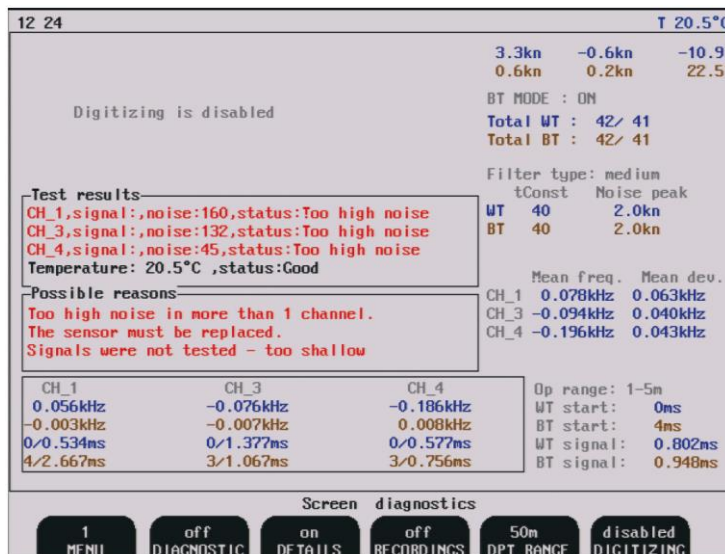 12 24 T 20.5°C
3.3kn -0.6kn -10.9
0.6kn 0.2kn 22.5
Digitizing is disabled
BT MODE : ON
Total WT : 42/ 41
Total BT : 42/ 41
Filter type: medium
tConst Noise peak
WT 40 2.0kn
BT 40 2.0kn
Test results
CH_1,signal:,noise:160,status:Too high noise
CH_3,signal:,noise:132,status:Too high noise
CH_4,signal:,noise:45,status:Too high noise
Temperature: 20.5°C ,status:Good
Mean freq. Mean dev.
CH_1 0.078kHz 0.063kHz
CH_3 -0.094kHz 0.040kHz
CH_4 -0.196kHz 0.043kHz
Possible reasons
Too high noise in more than 1 channel.
The sensor must be replaced.
Signals were not tested - too shallow
CH_1 CH_3 CH_4
0.056kHz -0.076kHz -0.186kHz
-0.003kHz -0.007kHz 0.008kHz
0/0.534ms 0/1.377ms 0/0.577ms
4/2.667ms 3/1.067ms 3/0.756ms
Op range: 1-5m
WT start: 0ms
BT start: 4ms
WT signal: 0.802ms
BT signal: 0.948ms
Screen diagnostics
1 off on off 50m disabled
MENU DIAGNOSTIC DETAILS RECORDINGS DPT RANGE DIGITIZING